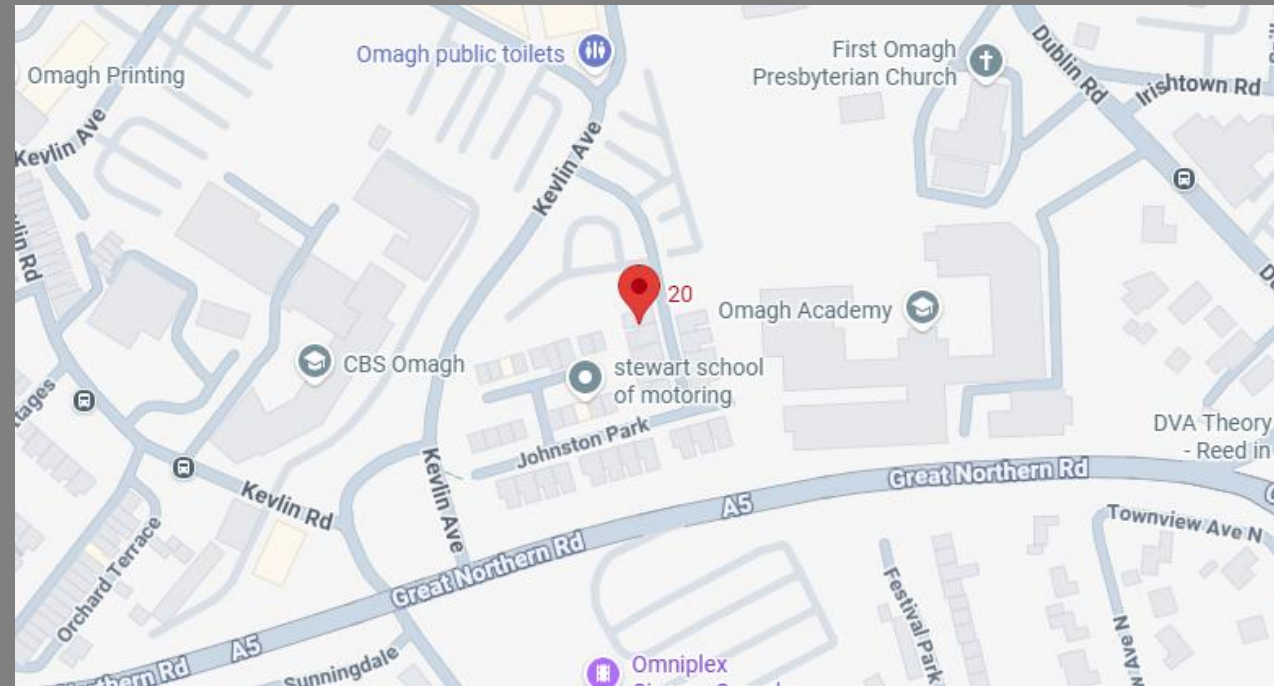 Omagh public toilets
First Omagh
Presbyterian Church
Dublin Rd
Irishtown Rd
Omagh Printing
Kevlin Ave
Kevlin Ave
20
Omagh Academy
CBS Omagh
stewart school
of motoring
Johnston Park
DVA Theory
- Reed in
Kevlin Ave
Kevlin Rd
Great Northern Rd
A5
Townview Ave N
Orchard Terrace
Great Northern Rd
Festival Park
A5
Sunningdale
Omniplex